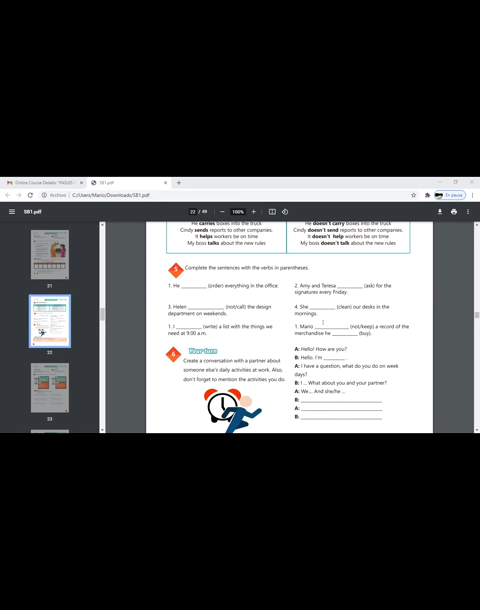 Online Course Details: "INGLES I
SB1.pdf
Archivo | C:/Users/Mario/Downloads/SB1.pdf
En pausa
SB1.pdf
22 / 49
100%
21
22
23
He carries boxes into the truck
Cindy sends reports to other companies.
It helps workers be on time
My boss talks about the new rules
He doesn't carry boxes into the truck
Cindy doesn't send reports to other companies.
It doesn't help workers be on time
My boss doesn't talk about the new rules
5 Complete the sentences with the verbs in parentheses.
1. He __________ (order) everything in the office.
2. Amy and Teresa __________ (ask) for the
signatures every Friday.
3. Helen ______________ (not/call) the design
department on weekends.
4. She __________ (clean) our desks in the
mornings.
1. I __________ (write) a list with the things we
need at 9:00 a.m.
1. Mario ______________ (not/keep) a record of the
merchandise he __________ (buy).
6 Your turn
Create a conversation with a partner about
someone else's daily activities at work. Also,
don't forget to mention the activities you do.
A: Hello! How are you?
B: Hello. I'm ________ .
A: I have a question, what do you do on week
days?
B: I .. What about you and your partner?
A: We... And she/he ..
B: ______________________________
A: ______________________________
B: ______________________________